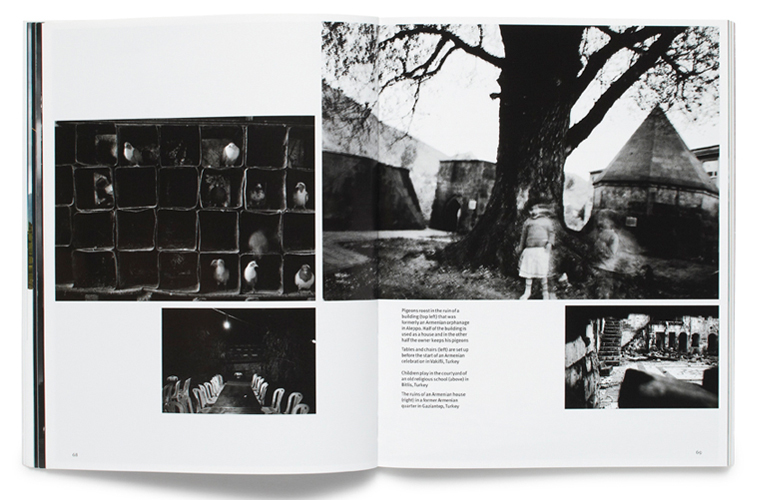 Pigeons roost in the ruin of a
building (top left) that was
formerly an Armenian orphanage
in Aleppo. Half of the building is
used as a house and in the other
half the owner keeps his pigeons
Tables and chairs (left) are set up
before the start of an Armenian
celebration in Vakifli, Turkey
Children play in the courtyard of
an old religious school (above) in
Bitlis, Turkey
The ruins of an Armenian house
(right) in a former Armenian
quarter in Gaziantep, Turkey